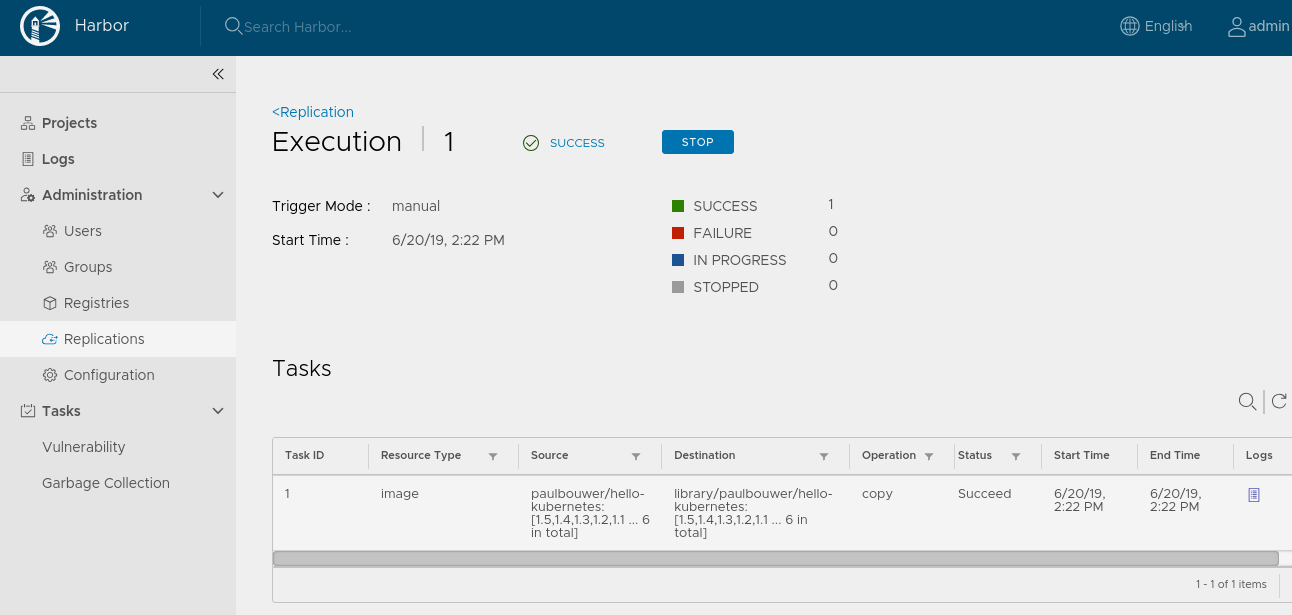 Harbor
Search Harbor...
English
admin
Projects
Logs
Administration
Users
Groups
Registries
Replications
Configuration
Tasks
Vulnerability
Garbage Collection
<Replication
Execution 1 SUCCESS STOP
Trigger Mode : manual
Start Time : 6/20/19, 2:22 PM
SUCCESS 1
FAILURE 0
IN PROGRESS 0
STOPPED 0
Tasks
Task ID Resource Type Source Destination Operation Status Start Time End Time Logs
1 image paulbouwer/hello- library/paulbouwer/hello- copy Succeed 6/20/19, 6/20/19,
kubernetes: kubernetes: 2:22 PM 2:22 PM
[1.5,1.4,1.3,1.2,1.1 ... 6 [1.5,1.4,1.3,1.2,1.1 ... 6 in
in total] total]
1 - 1 of 1 items